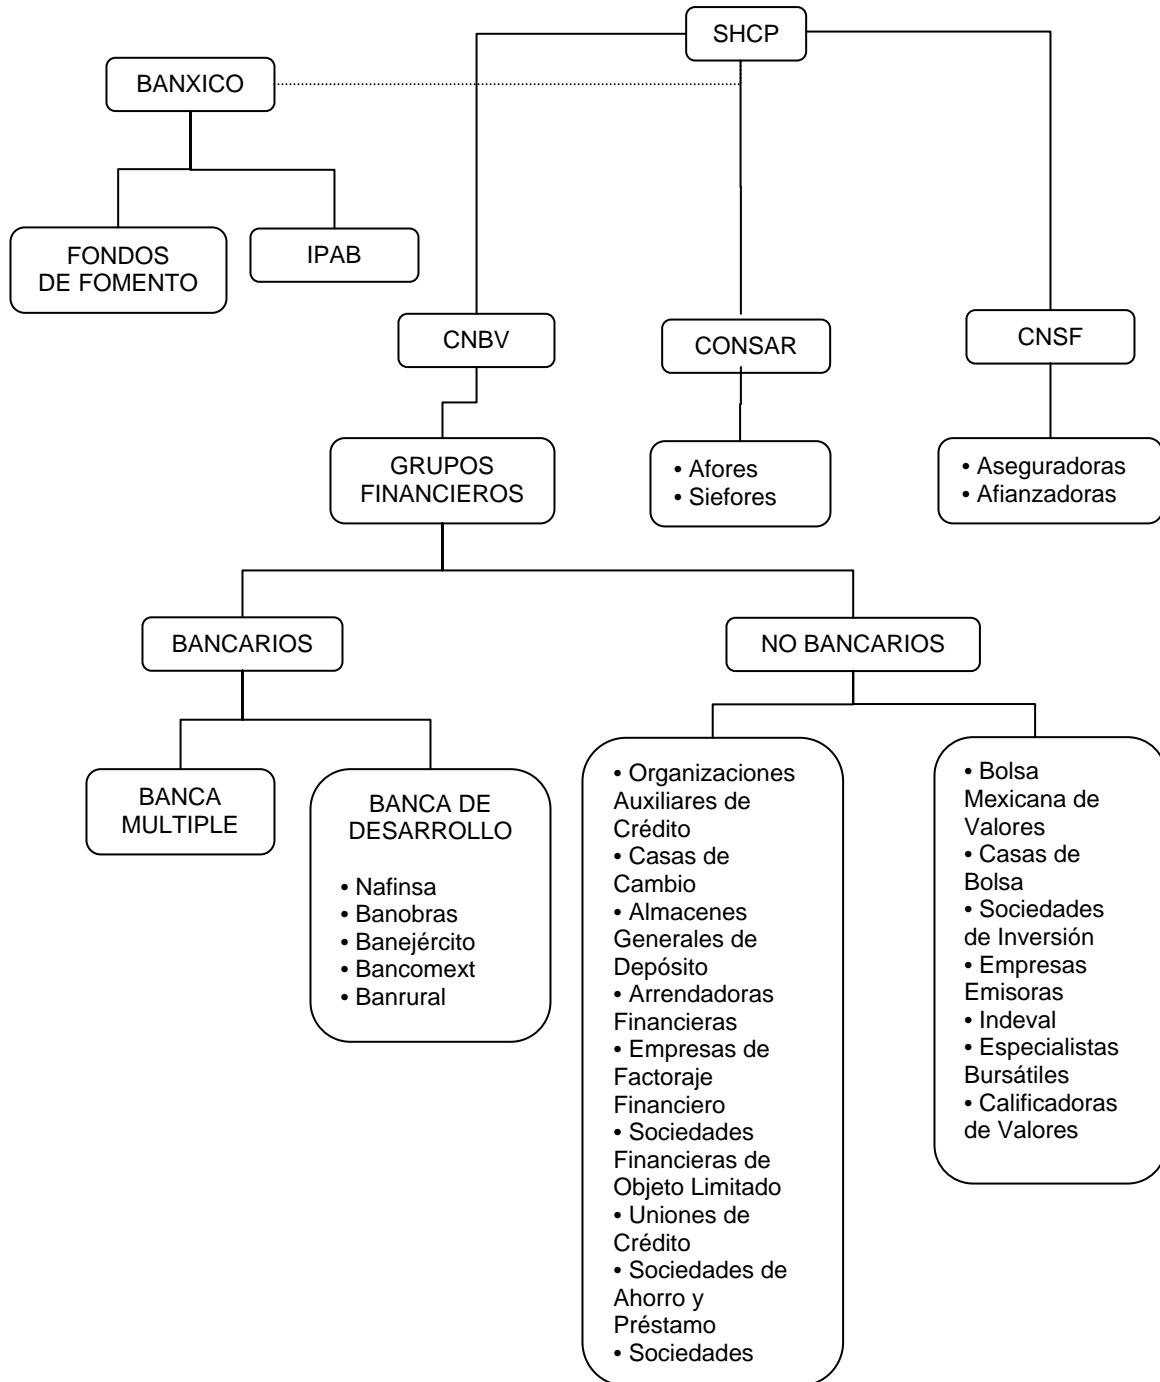 SHCP
BANXICO
FONDOS
DE FOMENTO
IPAB
CNBV
CONSAR
CNSF
GRUPOS
FINANCIEROS
• Afores
• Siefores
• Aseguradoras
• Afianzadoras
BANCARIOS
NO BANCARIOS
BANCA
MULTIPLE
BANCA DE
DESARROLLO
• Nafinsa
• Banobras
• Banejército
• Bancomext
• Banrural
• Organizaciones
Auxiliares de
Crédito
• Casas de
Cambio
• Almacenes
Generales de
Depósito
• Arrendadoras
Financieras
• Empresas de
Factoraje
Financiero
• Sociedades
Financieras de
Objeto Limitado
• Uniones de
Crédito
• Sociedades de
Ahorro y
Préstamo
• Sociedades
• Bolsa
Mexicana de
Valores
• Casas de
Bolsa
• Sociedades
de Inversión
• Empresas
Emisoras
• Indeval
• Especialistas
Bursátiles
• Calificadoras
de Valores